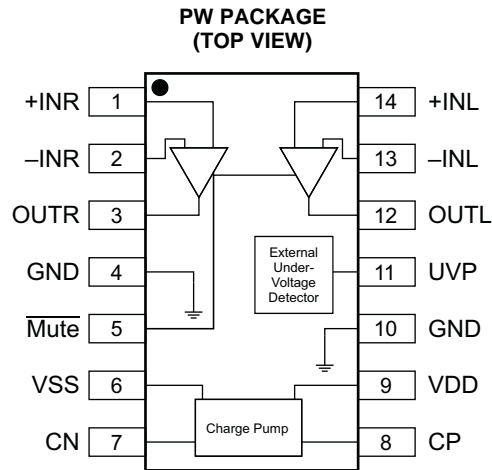 PW PACKAGE
(TOP VIEW)
+INR 1 14 +INL
–INR 2 13 –INL
OUTR 3 12 OUTL
GND 4 11 UVP
External
Under-
Voltage
Detector
Mute 5 10 GND
VSS 6 9 VDD
CN 7 8 CP
Charge Pump